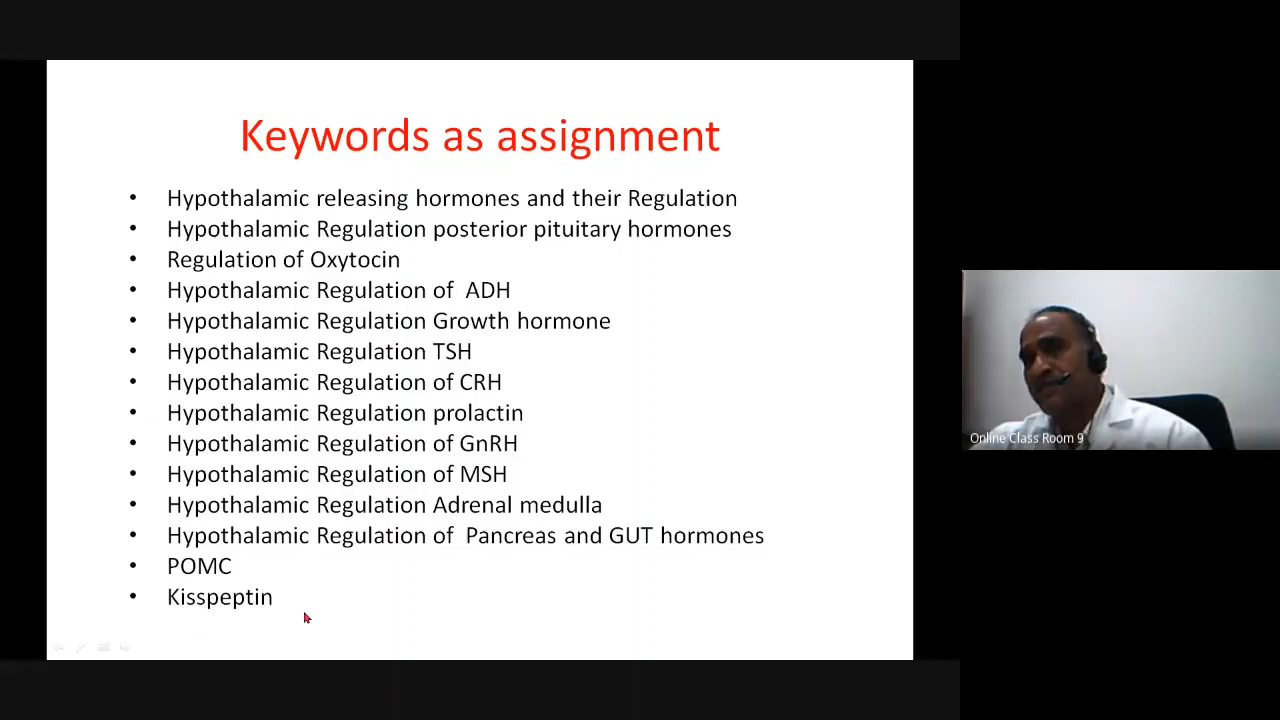 Keywords as assignment
• Hypothalamic releasing hormones and their Regulation
• Hypothalamic Regulation posterior pituitary hormones
• Regulation of Oxytocin
• Hypothalamic Regulation of  ADH
• Hypothalamic Regulation Growth hormone
• Hypothalamic Regulation TSH
• Hypothalamic Regulation of CRH
• Hypothalamic Regulation prolactin
• Hypothalamic Regulation of GnRH
• Hypothalamic Regulation of MSH
• Hypothalamic Regulation Adrenal medulla
• Hypothalamic Regulation of  Pancreas and GUT hormones
• POMC
• Kisspeptin
Online Class Room 9